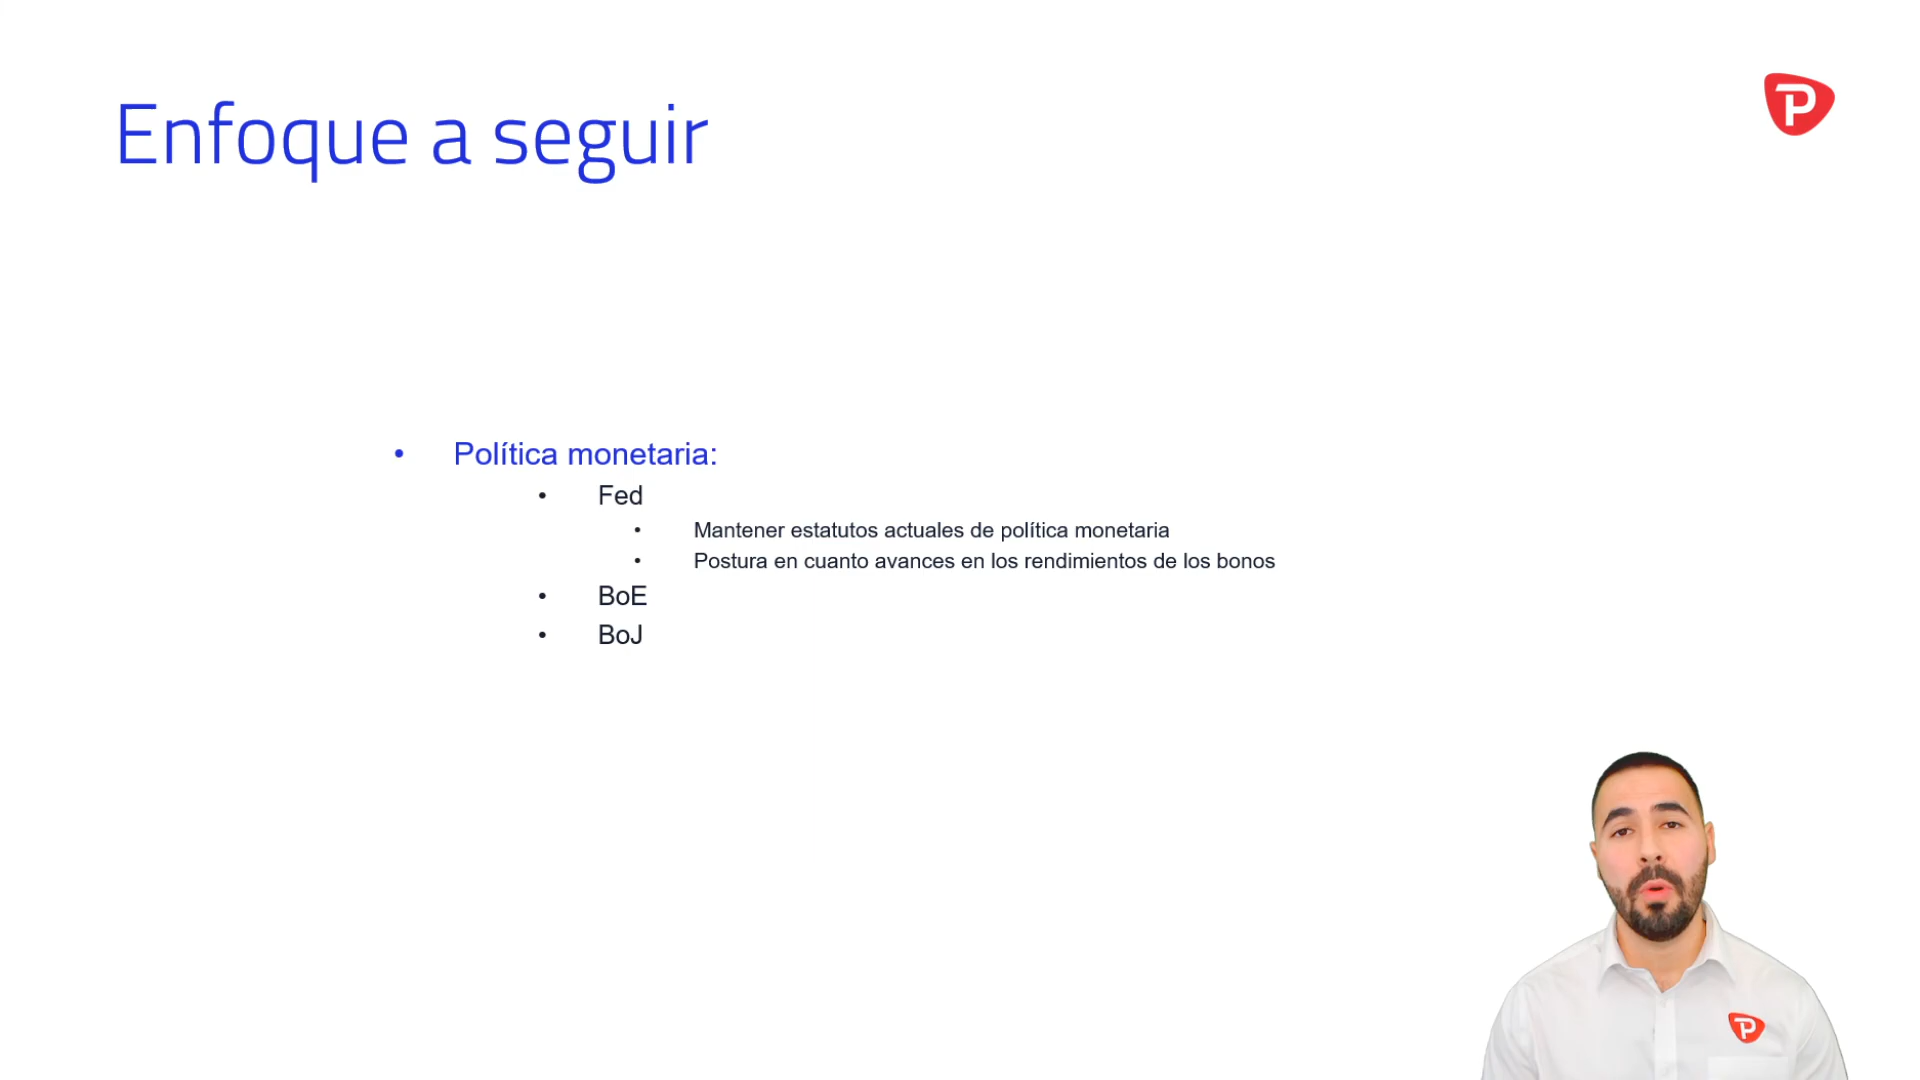 Enfoque a seguir
P
• Política monetaria:
• Fed
• Mantener estatutos actuales de política monetaria
• Postura en cuanto avances en los rendimientos de los bonos
• BoE
• BoJ
P